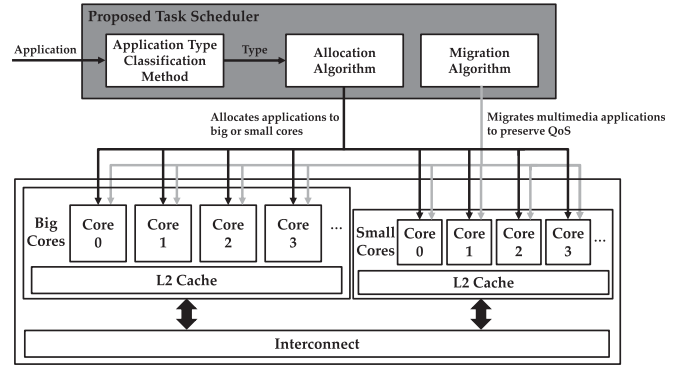 Proposed Task Scheduler
Application
Application Type
Classification
Method
Type
Allocation
Algorithm
Migration
Algorithm
Allocates applications to
big or small cores
Migrates multimedia applications
to preserve QoS
Big
Cores
Core
0
Core
1
Core
2
Core
3
...
L2 Cache
Small
Cores
Core
0
Core
1
Core
2
Core
3
...
L2 Cache
Interconnect